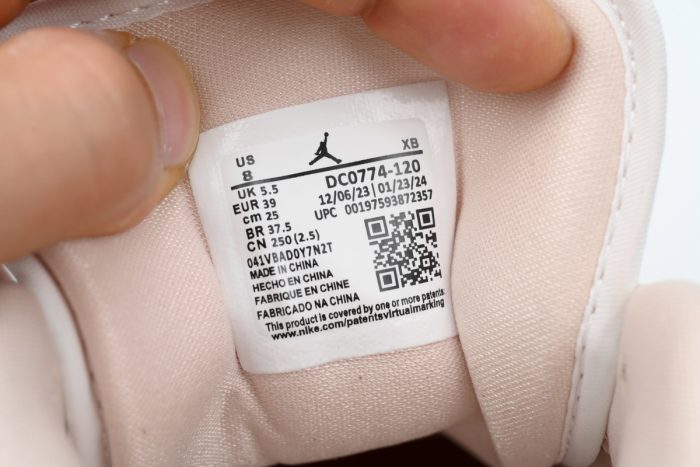 US XB
8
UK 5.5 DC0774-120
EUR 39 12/06/23 | 01/23/24
cm 25 UPC 00197593872357
BR 37.5
CN 250 (2.5)
041VBAD0Y7N2T
MADE IN CHINA
HECHO EN CHINA
FABRIQUE EN CHINE
FABRICADO NA CHINA
This product is covered by one or more patents:
www.nike.com/patentsvirtualmarking